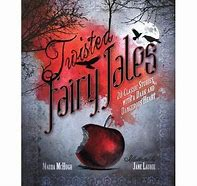 Twisted
Fairy Tales
20 Classic Stories
with a Dark and
Dangerous Heart
Maura McHugh
Jane Laurie